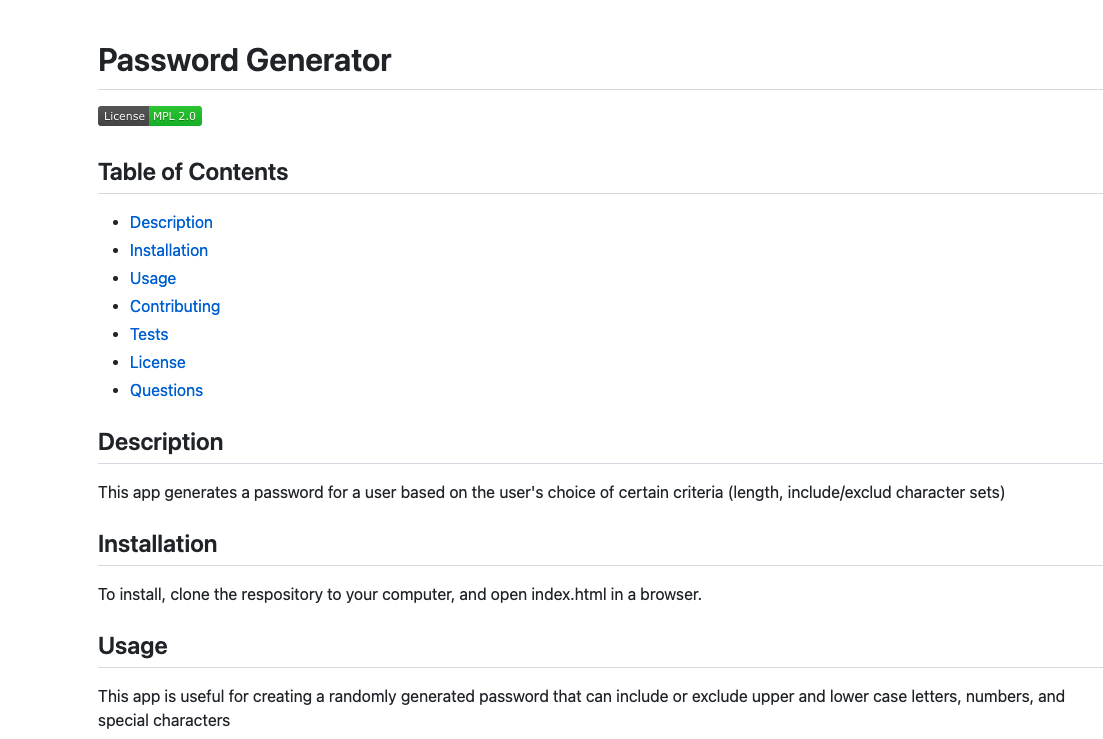 Password Generator
License MPL 2.0
Table of Contents
Description
Installation
Usage
Contributing
Tests
License
Questions
Description
This app generates a password for a user based on the user's choice of certain criteria (length, include/exclud character sets)
Installation
To install, clone the respository to your computer, and open index.html in a browser.
Usage
This app is useful for creating a randomly generated password that can include or exclude upper and lower case letters, numbers, and
special characters